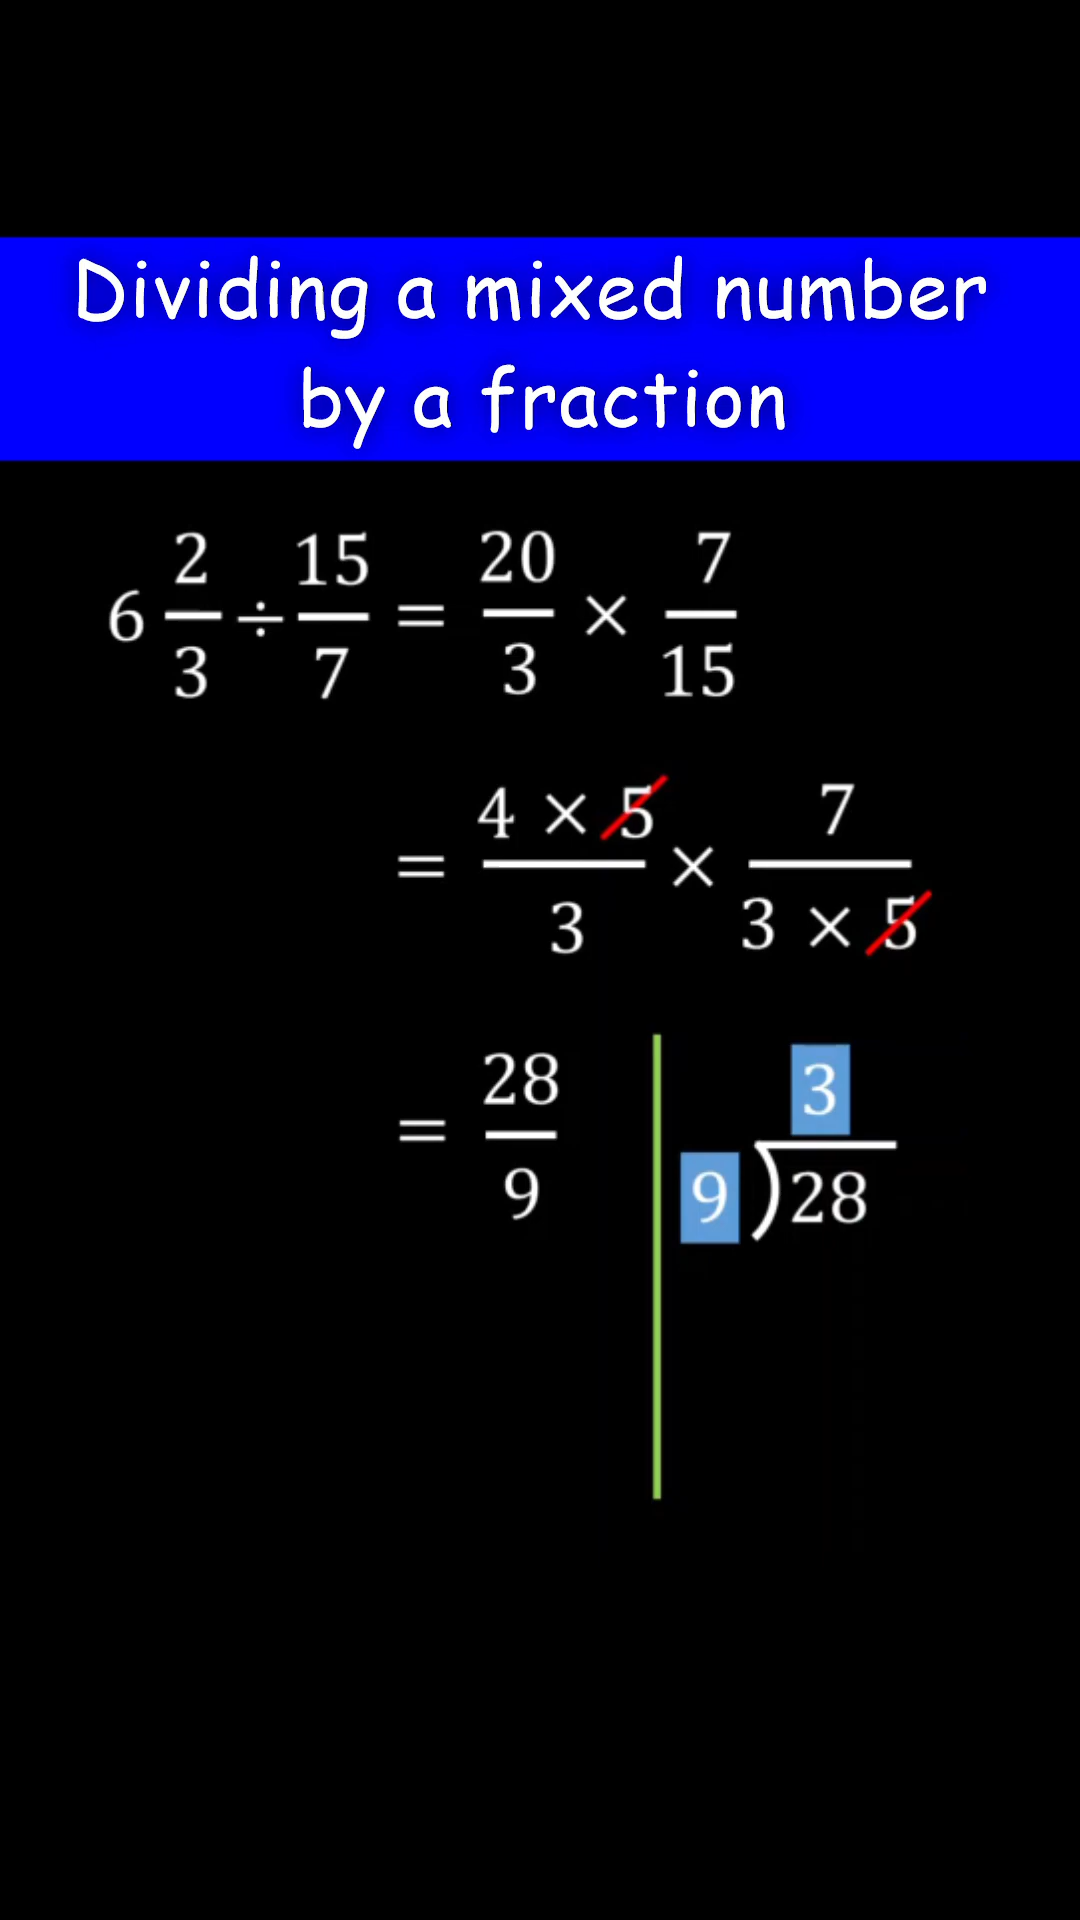 Dividing a mixed number
by a fraction
6 2/3 ÷ 15/7 = 20/3 × 7/15
= 4 × 5/3 × 7/3 × 5
= 28/9
3
9)28